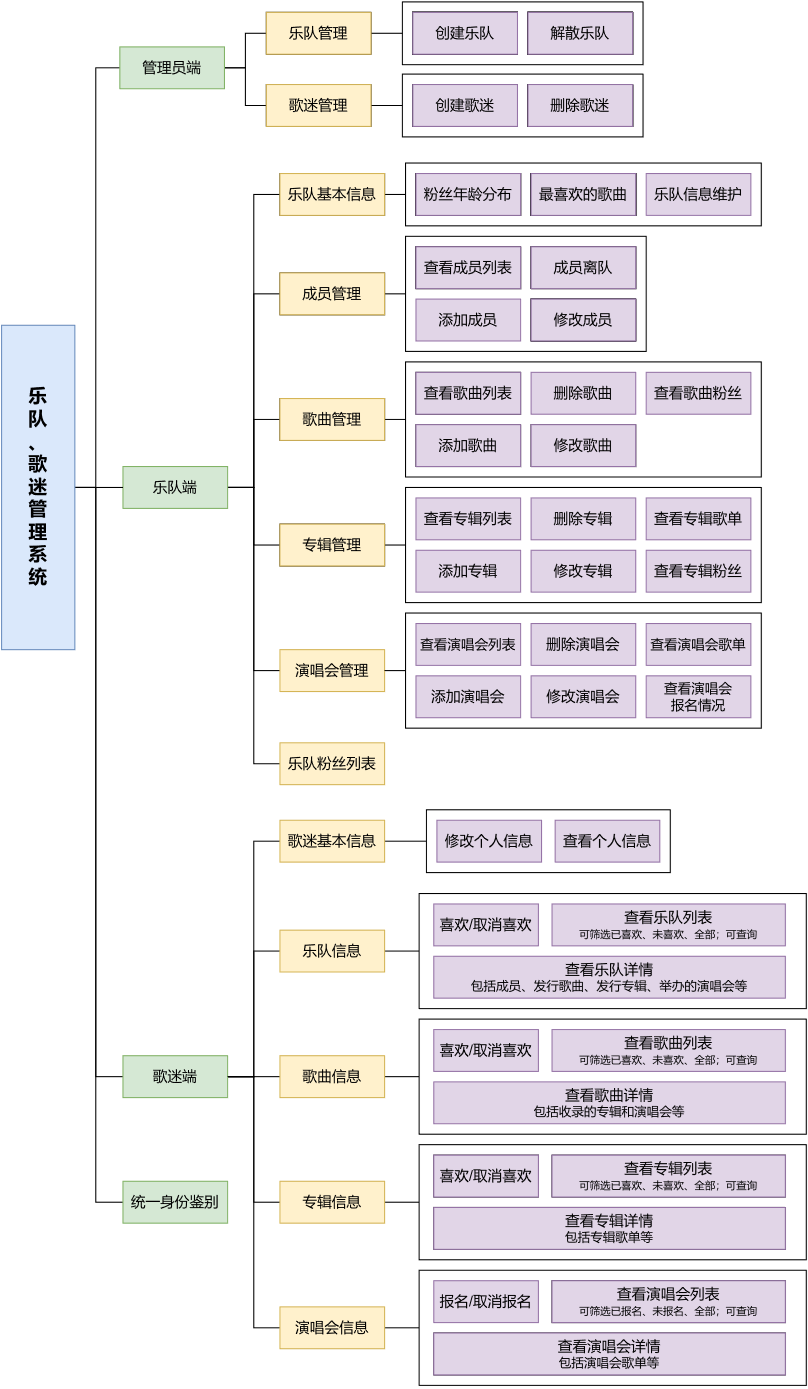 乐队、歌迷管理系统
管理员端
乐队管理
创建乐队
解散乐队
歌迷管理
创建歌迷
删除歌迷
乐队端
乐队基本信息
粉丝年龄分布
最喜欢的歌曲
乐队信息维护
成员管理
查看成员列表
成员离队
添加成员
修改成员
歌曲管理
查看歌曲列表
删除歌曲
查看歌曲粉丝
添加歌曲
修改歌曲
专辑管理
查看专辑列表
删除专辑
查看专辑歌单
添加专辑
修改专辑
查看专辑粉丝
演唱会管理
查看演唱会列表
删除演唱会
查看演唱会歌单
添加演唱会
修改演唱会
查看演唱会
报名情况
乐队粉丝列表
歌迷端
歌迷基本信息
修改个人信息
查看个人信息
乐队信息
喜欢/取消喜欢
查看乐队列表
可筛选已喜欢、未喜欢、全部；可查询
查看乐队详情
包括成员、发行歌曲、发行专辑、举办的演唱会等
歌曲信息
喜欢/取消喜欢
查看歌曲列表
可筛选已喜欢、未喜欢、全部；可查询
查看歌曲详情
包括收录的专辑和演唱会等
专辑信息
喜欢/取消喜欢
查看专辑列表
可筛选已喜欢、未喜欢、全部；可查询
查看专辑详情
包括专辑歌单等
演唱会信息
报名/取消报名
查看演唱会列表
可筛选已报名、未报名、全部；可查询
查看演唱会详情
包括演唱会歌单等
统一身份鉴别